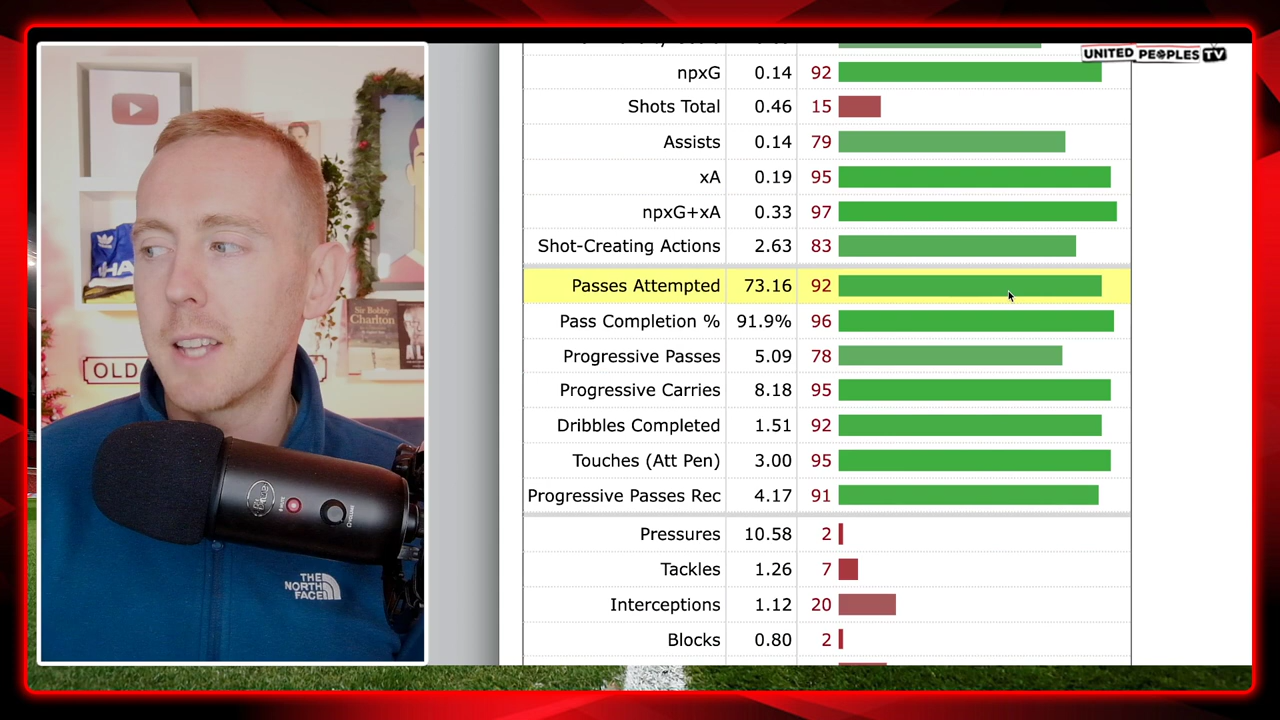 UNITED PEOPLES TV
npxG 0.14 92
Shots Total 0.46 15
Assists 0.14 79
xA 0.19 95
npxG+xA 0.33 97
Shot-Creating Actions 2.63 83
Passes Attempted 73.16 92
Pass Completion % 91.9% 96
Progressive Passes 5.09 78
Progressive Carries 8.18 95
Dribbles Completed 1.51 92
Touches (Att Pen) 3.00 95
Progressive Passes Rec 4.17 91
Pressures 10.58 2
Tackles 1.26 7
Interceptions 1.12 20
Blocks 0.80 2
HA
Sir Bobby
Charlton
OLD
THE
NORTH
FACE